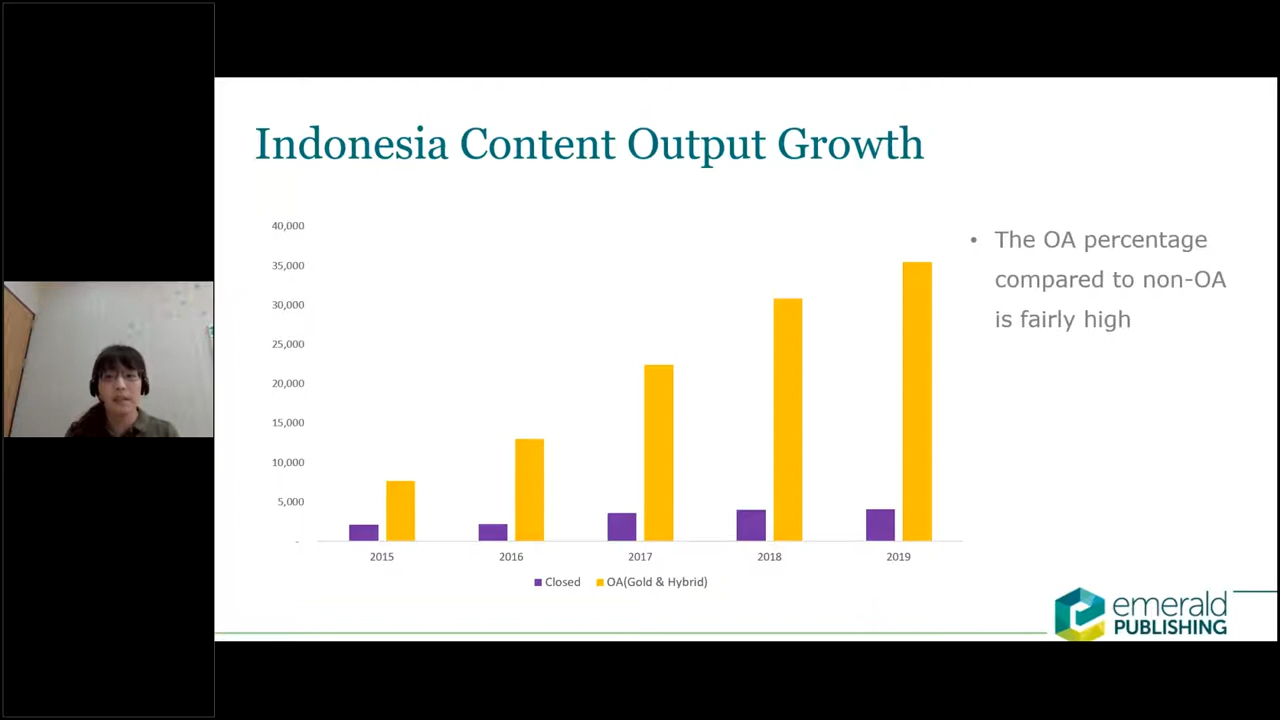 Indonesia Content Output Growth
40,000
35,000
30,000
25,000
20,000
15,000
10,000
5,000
-
2015 2016 2017 2018 2019
Closed OA(Gold & Hybrid)
• The OA percentage
compared to non-OA
is fairly high
emerald
PUBLISHING